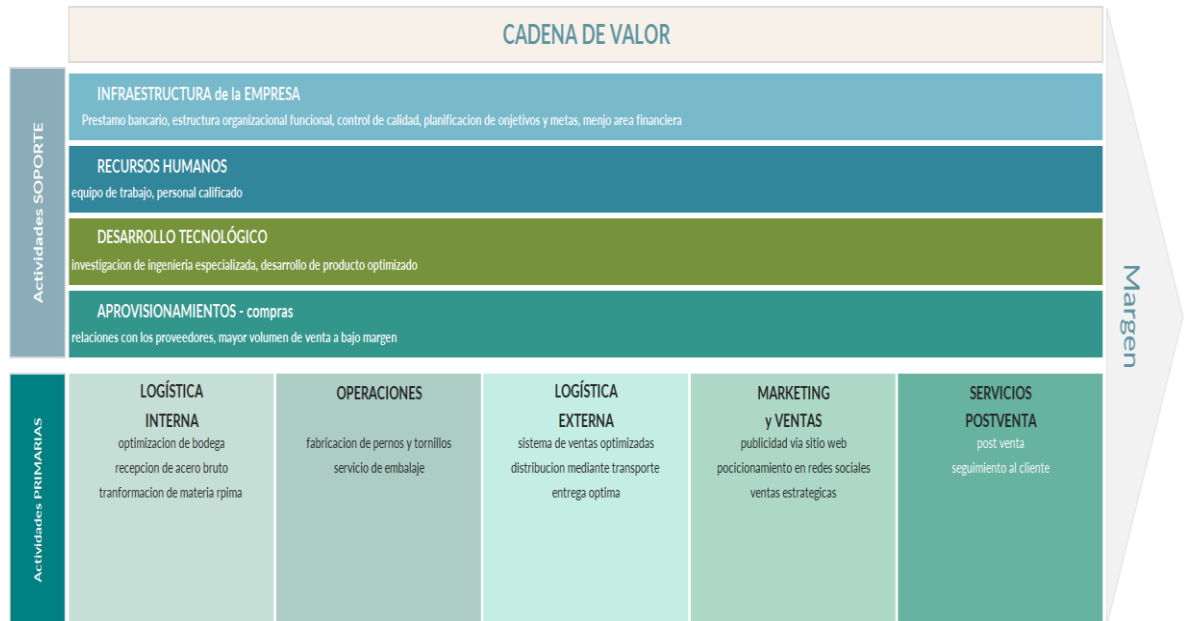 CADENA DE VALOR
Actividades SOPORTE
INFRAESTRUCTURA de la EMPRESA
Prestamo bancario, estructura organizacional funcional, control de calidad, planificacion de onjetivos y metas, menjo area financiera
RECURSOS HUMANOS
equipo de trabajo, personal calificado
DESARROLLO TECNOLÓGICO
investigacion de ingenieria especializada, desarrollo de producto optimizado
APROVISIONAMIENTOS - compras
relaciones con los proveedores, mayor volumen de venta a bajo margen
Actividades PRIMARIAS
LOGÍSTICA
INTERNA
optimizacion de bodega
recepcion de acero bruto
tranformacion de materia rpima
OPERACIONES
fabricacion de pernos y tornillos
servicio de embalaje
LOGÍSTICA
EXTERNA
sistema de ventas optimizadas
distribucion mediante transporte
entrega optima
MARKETING
y VENTAS
publicidad via sitio web
pocicionamiento en redes sociales
ventas estrategicas
SERVICIOS
POSTVENTA
post venta
seguimiento al cliente
Margen